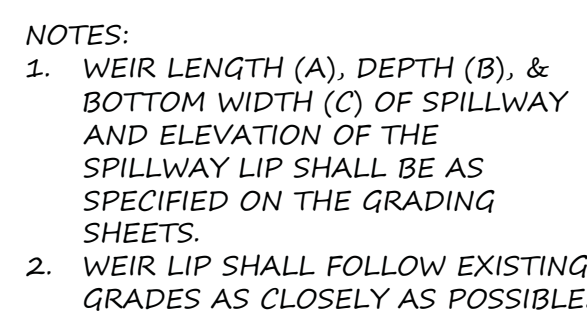 NOTES:
1. WEIR LENGTH (A), DEPTH (B), &
BOTTOM WIDTH (C) OF SPILLWAY
AND ELEVATION OF THE
SPILLWAY LIP SHALL BE AS
SPECIFIED ON THE GRADING
SHEETS.
2. WEIR LIP SHALL FOLLOW EXISTING
GRADES AS CLOSELY AS POSSIBLE.